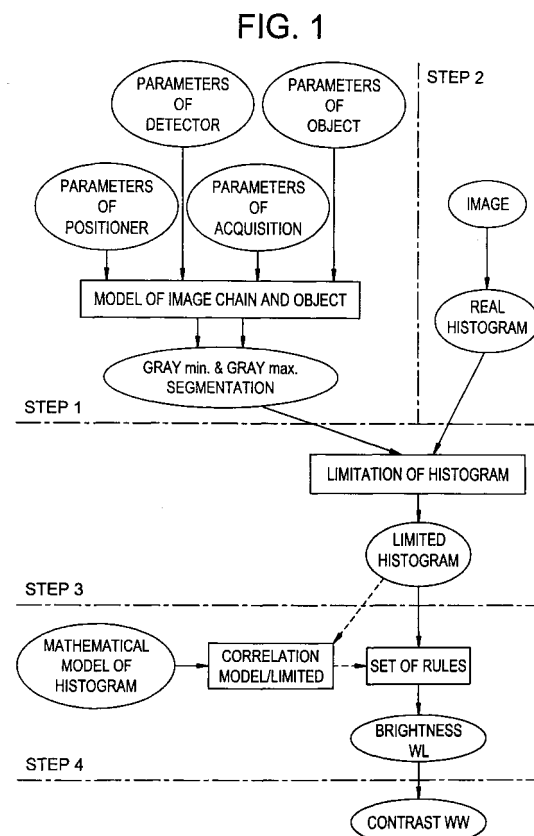 FIG. 1
STEP 2
PARAMETERS
OF
DETECTOR
PARAMETERS
OF
OBJECT
PARAMETERS
OF
POSITIONER
PARAMETERS
OF
ACQUISITION
IMAGE
MODEL OF IMAGE CHAIN AND OBJECT
REAL
HISTOGRAM
GRAY min. & GRAY max.
SEGMENTATION
STEP 1
LIMITATION OF HISTOGRAM
LIMITED
HISTOGRAM
STEP 3
MATHEMATICAL
MODEL OF
HISTOGRAM
CORRELATION
MODEL/LIMITED
SET OF RULES
BRIGHTNESS
WL
STEP 4
CONTRAST WW